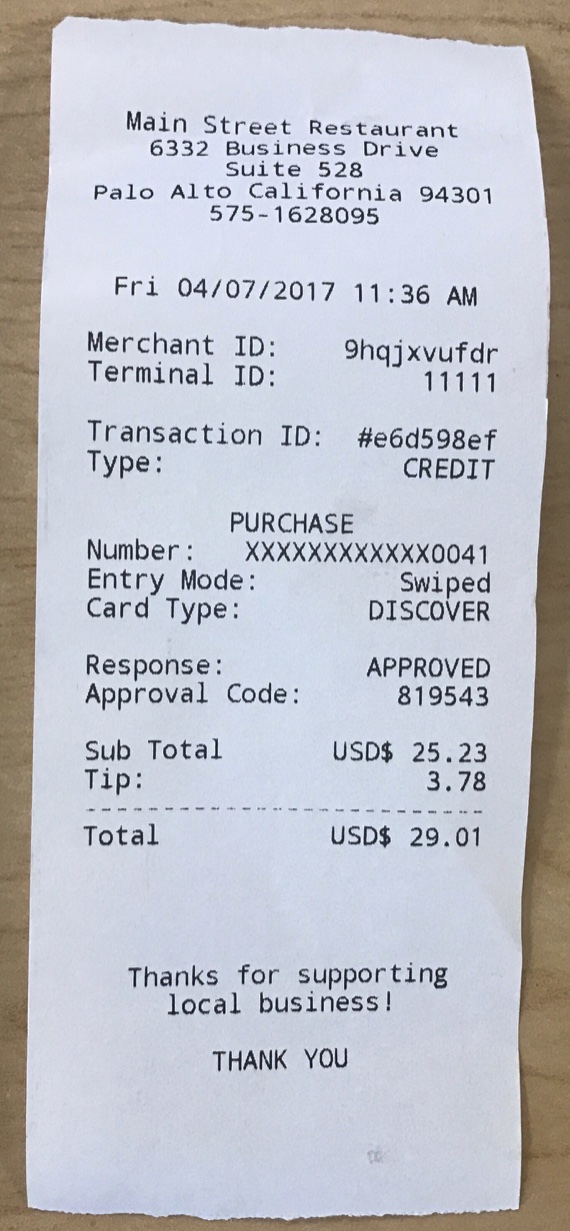 Main Street Restaurant
6332 Business Drive
Suite 528
Palo Alto California 94301
575-1628095
Fri 04/07/2017 11:36 AM
Merchant ID: 9hqjxvufdr
Terminal ID: 11111
Transaction ID: #e6d598ef
Type: CREDIT
PURCHASE
Number: XXXXXXXXXXXX0041
Entry Mode: Swiped
Card Type: DISCOVER
Response: APPROVED
Approval Code: 819543
Sub Total USD$ 25.23
Tip: 3.78
Total USD$ 29.01
Thanks for supporting
local business!
THANK YOU